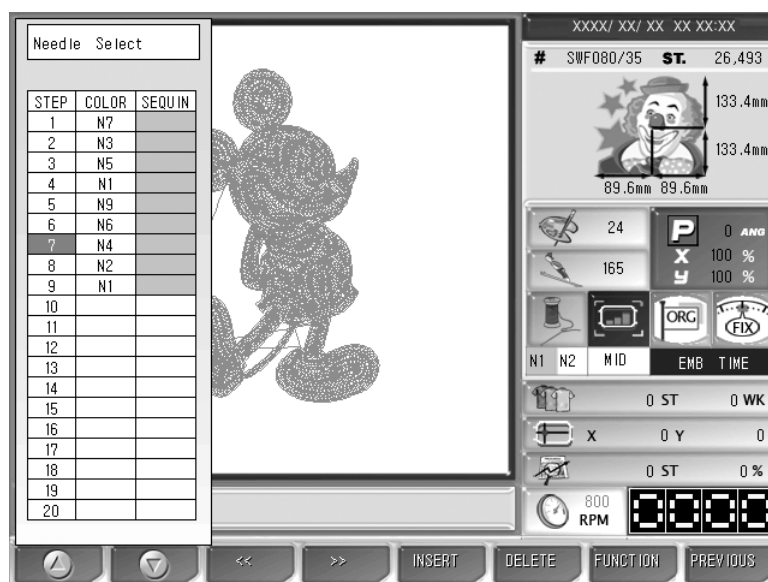 Needle Select
STEP COLOR SEQUIN
1 N7
2 N3
3 N5
4 N1
5 N9
6 N6
7 N4
8 N2
9 N1
10
11
12
13
14
15
16
17
18
19
20
XXXX/ XX/ XX XX XX:XX
# SWF080/35 ST. 26,493
133.4mm
133.4mm
89.6mm 89.6mm
24 P 0 ANG
X 100 %
165 Y 100 %
ORG FIX
N1 N2 MID EMB TIME
0 ST 0 WK
X 0 Y 0
0 ST 0 %
800
RPM
<< >> INSERT DELETE FUNCTION PREVIOUS